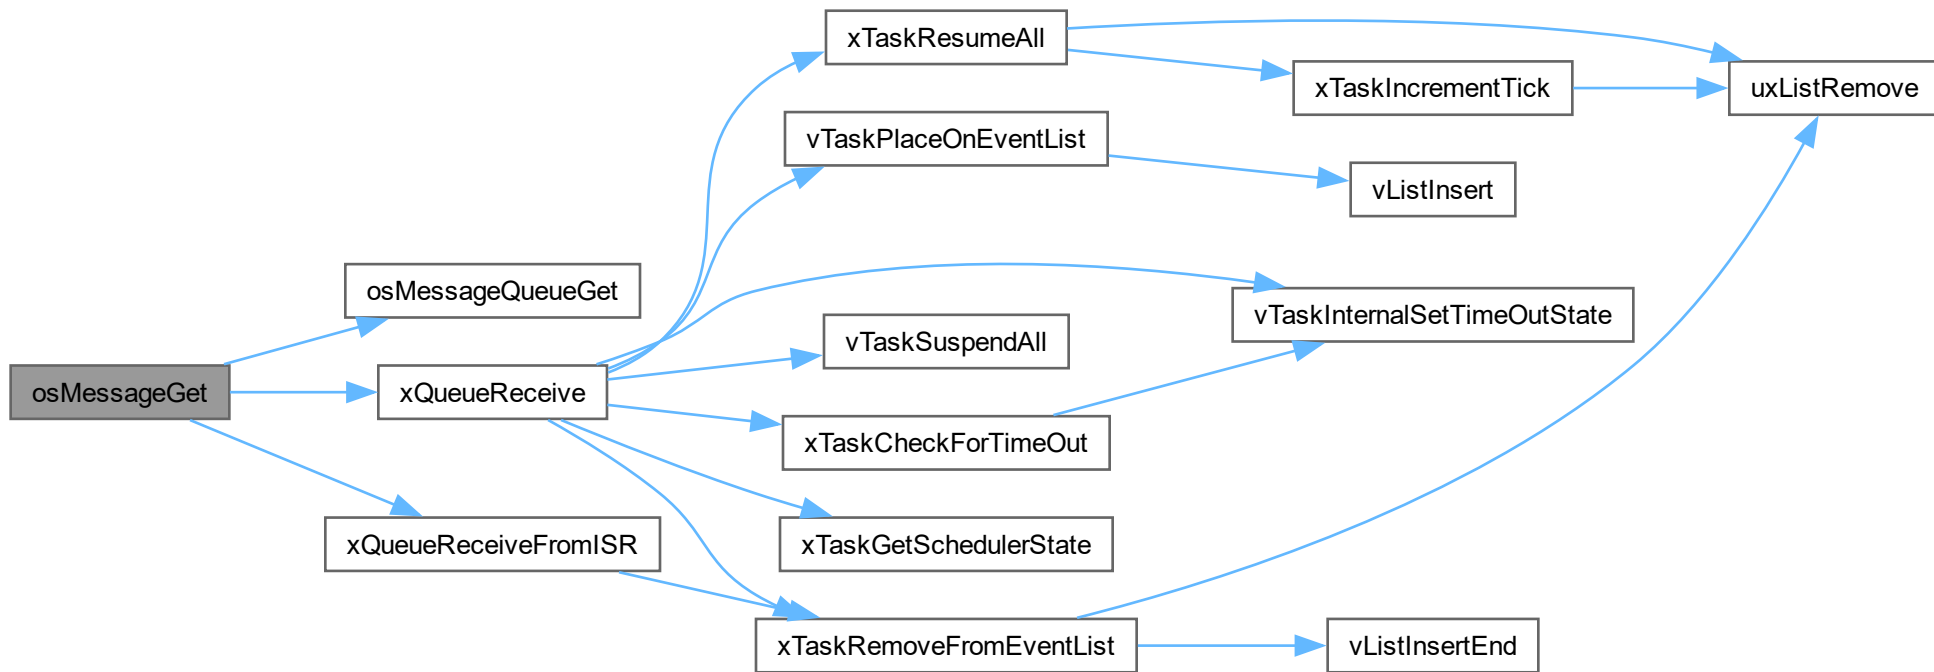 xTaskResumeAll
xTaskIncrementTick
uxListRemove
vTaskPlaceOnEventList
vListInsert
osMessageQueueGet
vTaskInternalSetTimeOutState
vTaskSuspendAll
osMessageGet
xQueueReceive
xTaskCheckForTimeOut
xQueueReceiveFromISR
xTaskGetSchedulerState
xTaskRemoveFromEventList
vListInsertEnd